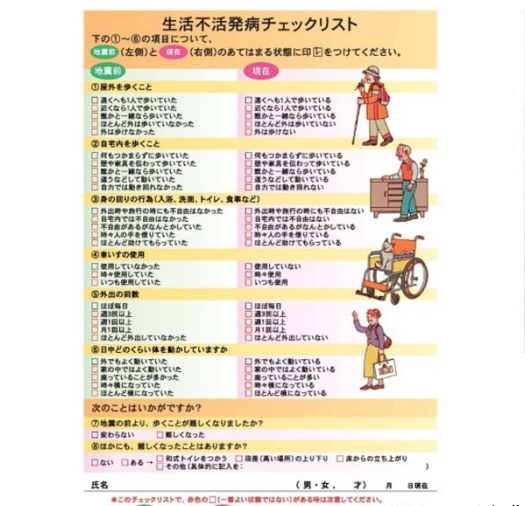 生活不活発病チェックリスト
下の①～⑥の項目について、
地震前（左側）と 現在（右側）のあてはまる状態に印☑をつけてください。
地震前 現在
①屋外を歩くこと
□遠くへも1人で歩いていた □遠くへも1人で歩いている
□近くなら1人で歩いていた □近くなら1人で歩いている
□誰かと一緒なら歩いていた □誰かと一緒なら歩いている
□ほとんど外は歩いていなかった □ほとんど外は歩いていない
□外は歩けなかった □外は歩けない
②自宅内を歩くこと
□何もつかまらずに歩いていた □何もつかまらずに歩いている
□壁や家具を伝わって歩いていた □壁や家具を伝わって歩いている
□誰かと一緒なら歩いていた □誰かと一緒なら歩いている
□這うなどして動いていた □這うなどして動いている
□自力では動き回れなかった □自力では動き回れない
③身の回りの行為（入浴、洗面、トイレ、食事など）
□外出時や旅行の時にも不自由はなかった □外出時や旅行の時にも不自由はない
□自宅内では不自由はなかった □自宅内では不自由はない
□不自由があるがなんとかしていた □不自由があるがなんとかしている
□時々人の手を借りていた □時々人の手を借りている
□ほとんど助けてもらっていた □ほとんど助けてもらっている
④車いすの使用
□使用していなかった □使用していない
□時々使用していた □時々使用
□いつも使用していた □いつも使用
⑤外出の回数
□ほぼ毎日 □ほぼ毎日
□週3回以上 □週3回以上
□週1回以上 □週1回以上
□月1回以上 □月1回以上
□ほとんど外出していなかった □ほとんど外出していない
⑥日中どのくらい体を動かしていますか
□外でもよく動いていた □外でもよく動いている
□家の中ではよく動いていた □家の中ではよく動いている
□座っていることが多かった □座っていることが多い
□時々横になっていた □時々横になっている
□ほとんど横になっていた □ほとんど横になっている
次のことはいかがですか？
⑦地震の前より、歩くことが難しくなりましたか？
□変わらない □難しくなった
⑧ほかにも、難しくなったことはありますか？
□ない □ある→ □和式トイレをつかう □段差（高い場所）の上り下り □床からの立ち上がり
□その他（具体的に記入を： ）
氏名 （男・女， 才） 月 日現在
＊このチェックリストで、赤色の□（一番よい状態ではない）がある時は注意してください。